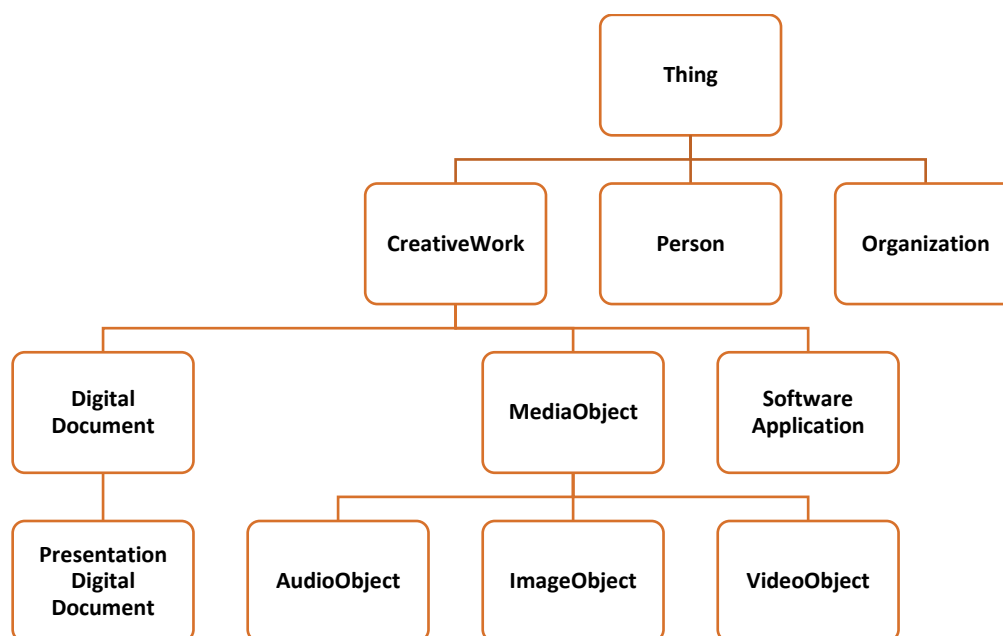 Thing
CreativeWork
Person
Organization
Digital
Document
MediaObject
Software
Application
Presentation
Digital
Document
AudioObject
ImageObject
VideoObject